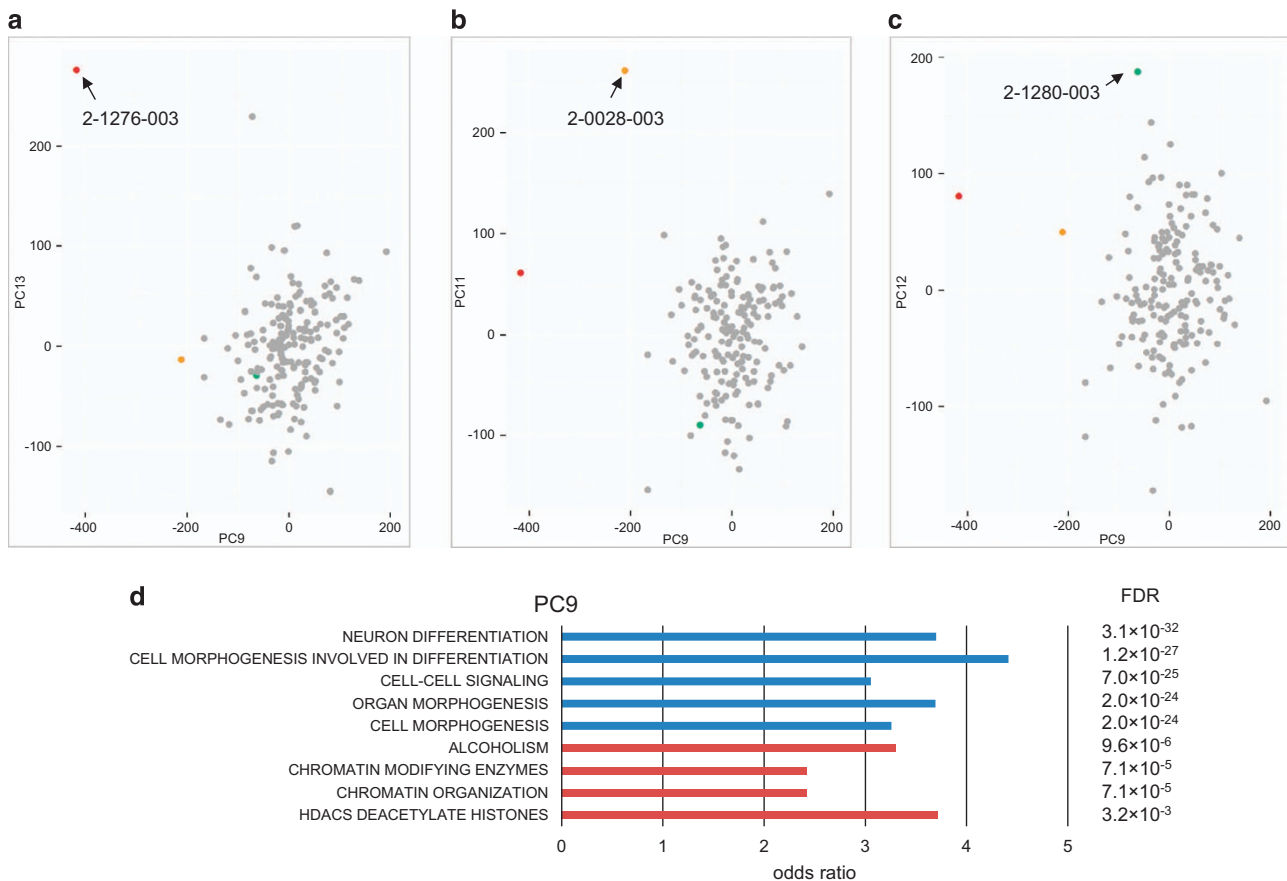 a
2-1276-003
200
100
0
-100
PC13
-400
-200
0
200
PC9
b
2-0028-003
200
100
0
-100
PC11
-400
-200
0
200
PC9
c
2-1280-003
200
100
0
-100
PC12
-400
-200
0
200
PC9
d
PC9
FDR
NEURON DIFFERENTIATION 3.1×10⁻³²
CELL MORPHOGENESIS INVOLVED IN DIFFERENTIATION 1.2×10⁻²⁷
CELL-CELL SIGNALING 7.0×10⁻²⁵
ORGAN MORPHOGENESIS 2.0×10⁻²⁴
CELL MORPHOGENESIS 2.0×10⁻²⁴
ALCOHOLISM 9.6×10⁻⁶
CHROMATIN MODIFYING ENZYMES 7.1×10⁻⁵
CHROMATIN ORGANIZATION 7.1×10⁻⁵
HDACS DEACETYLATE HISTONES 3.2×10⁻³
0 1 2 3 4 5
odds ratio